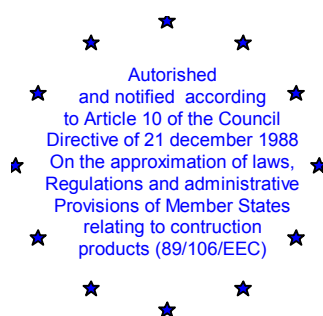 Autorished
and notified according
to Article 10 of the Council
Directive of 21 december 1988
On the approximation of laws,
Regulations and administrative
Provisions of Member States
relating to contruction
products (89/106/EEC)